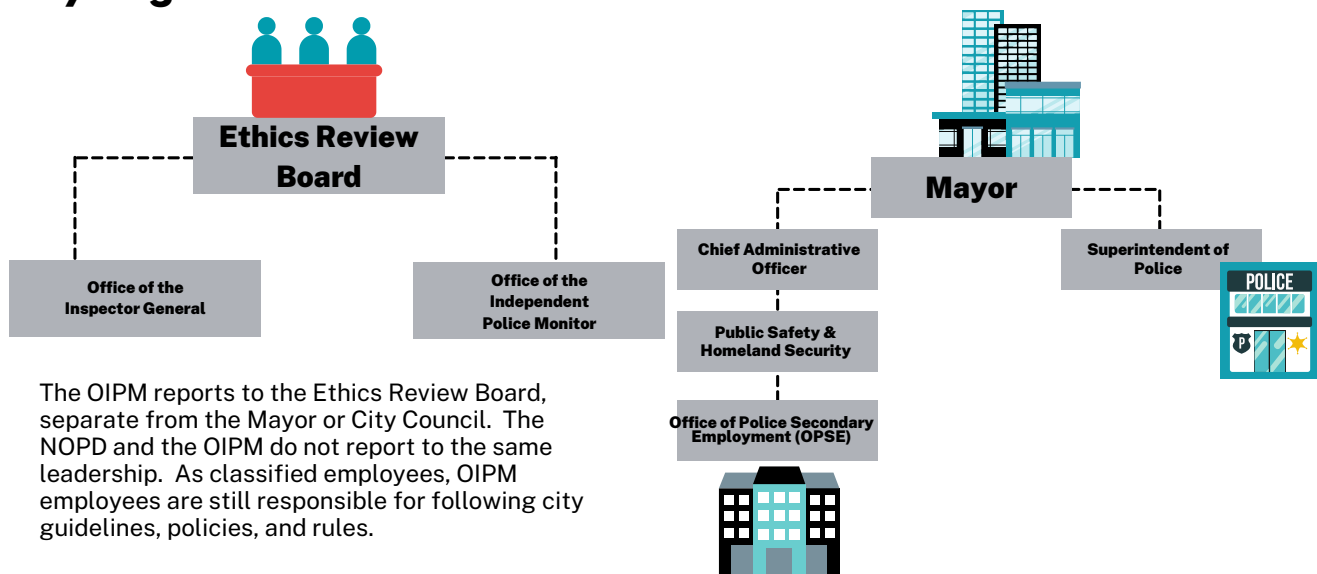 Ethics Review
Board
Office of the
Inspector General
Office of the
Independent
Police Monitor
The OIPM reports to the Ethics Review Board,
separate from the Mayor or City Council. The
NOPD and the OIPM do not report to the same
leadership. As classified employees, OIPM
employees are still responsible for following city
guidelines, policies, and rules.
Mayor
Chief Administrative
Officer
Superintendent of
Police
POLICE
P
Public Safety &
Homeland Security
Office of Police Secondary
Employment (OPSE)